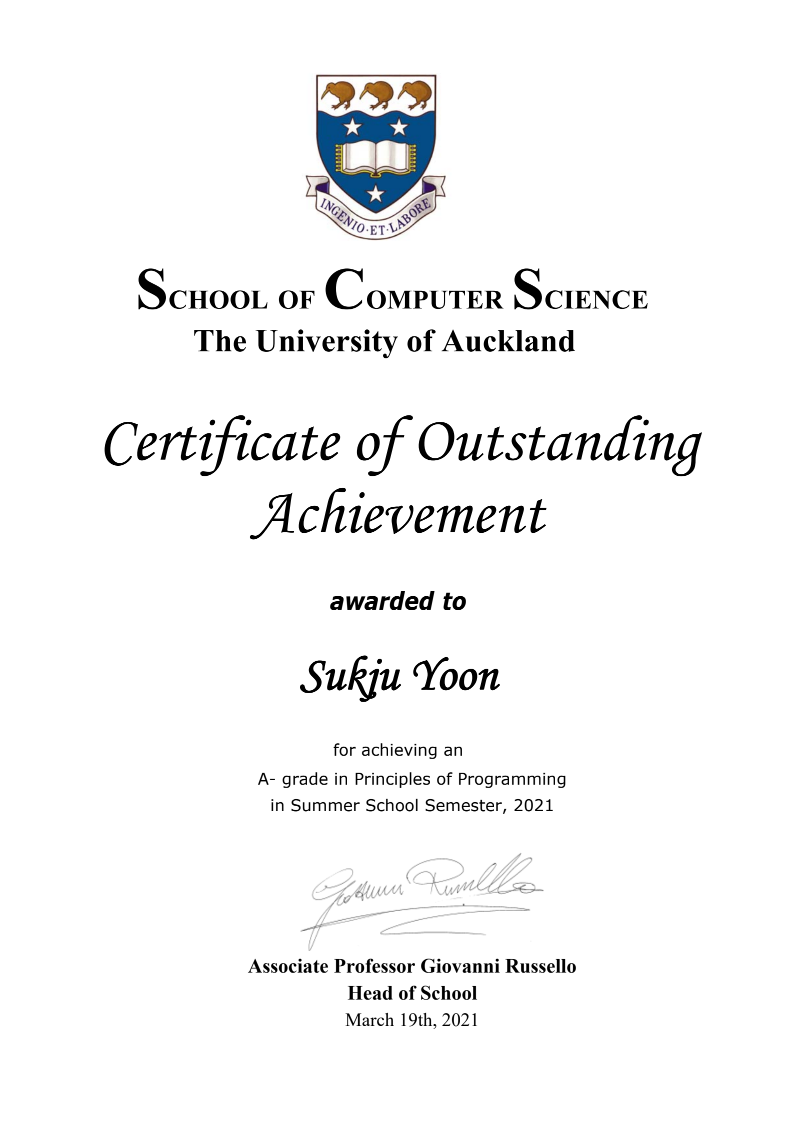 INGENIO·ET·LABORE
SCHOOL OF COMPUTER SCIENCE
The University of Auckland
Certificate of Outstanding
Achievement
awarded to
Sukju Yoon
for achieving an
A- grade in Principles of Programming
in Summer School Semester, 2021
Giovanni Russello
Associate Professor Giovanni Russello
Head of School
March 19th, 2021